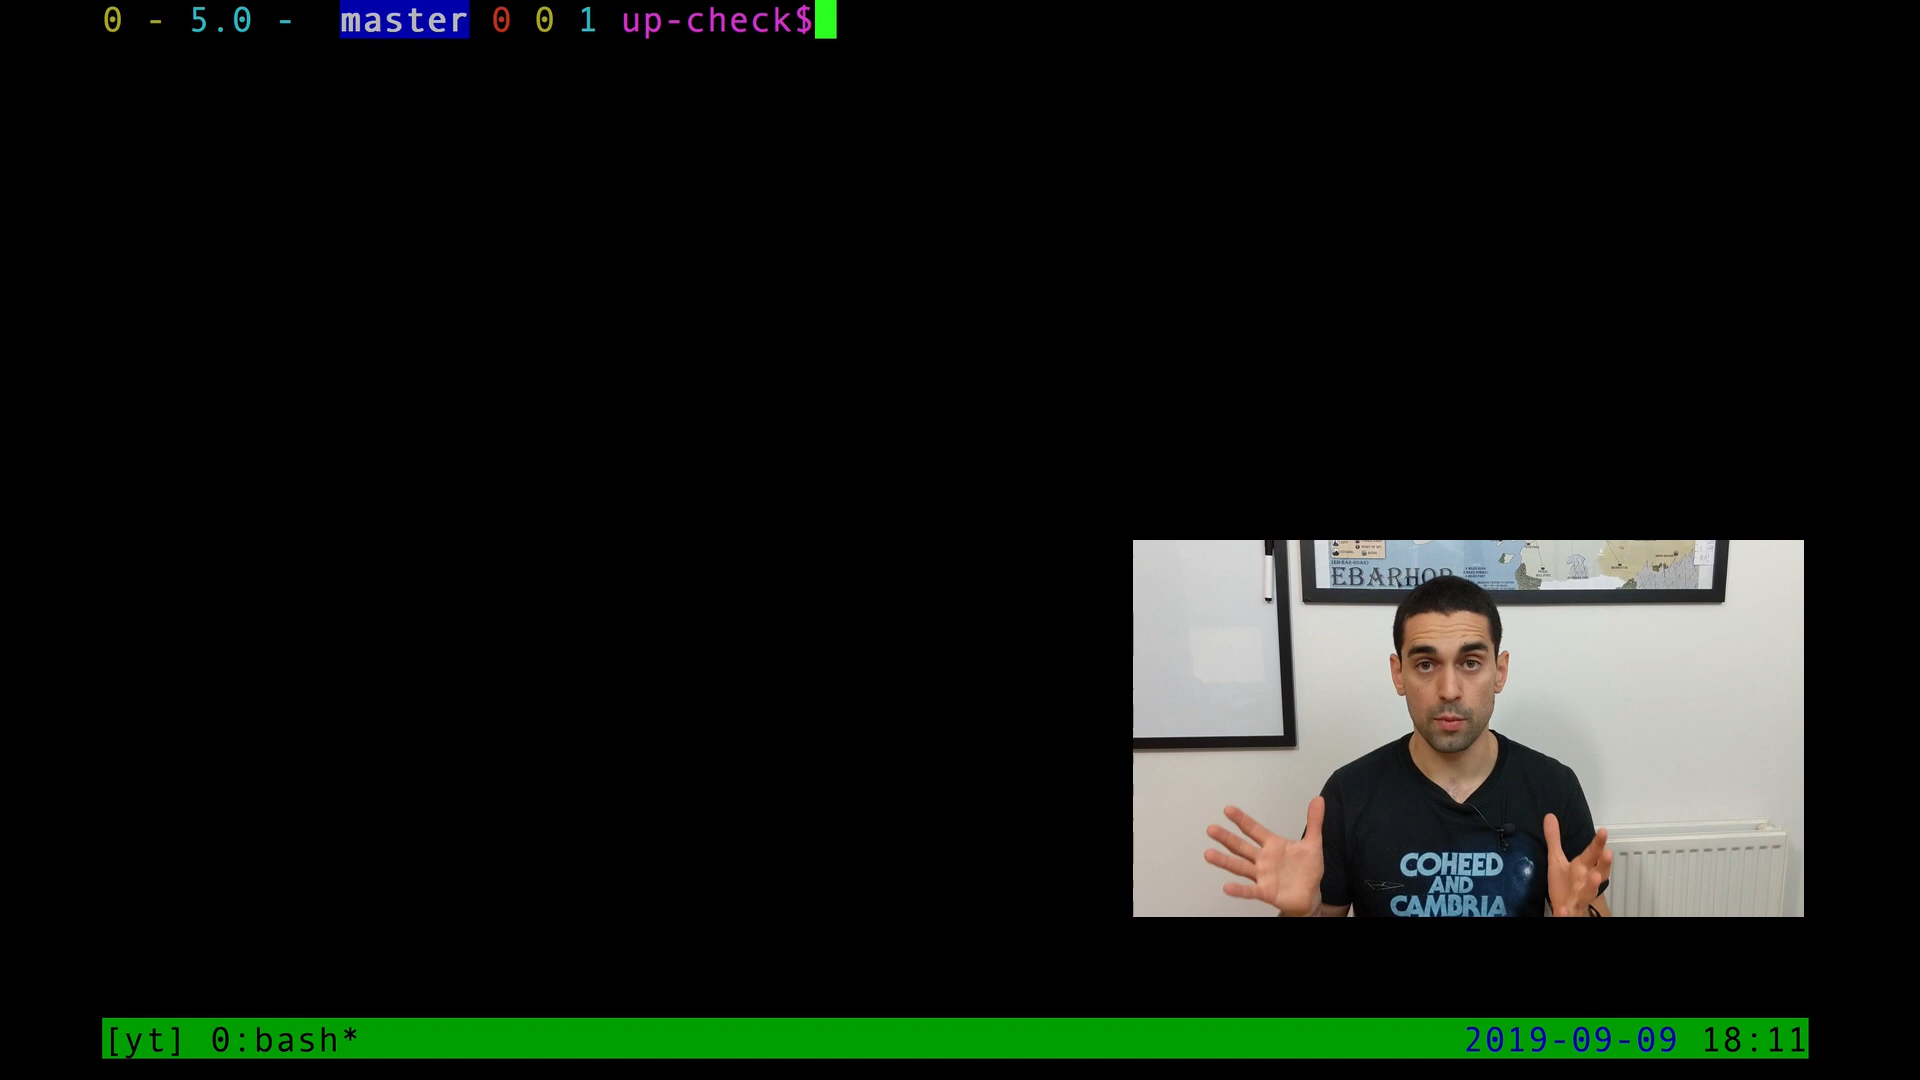 0 - 5.0 - master 0 0 1 up-check$
EBARHOR
COHEED
AND
CAMBRIA
[yt] 0:bash* 2019-09-09 18:11